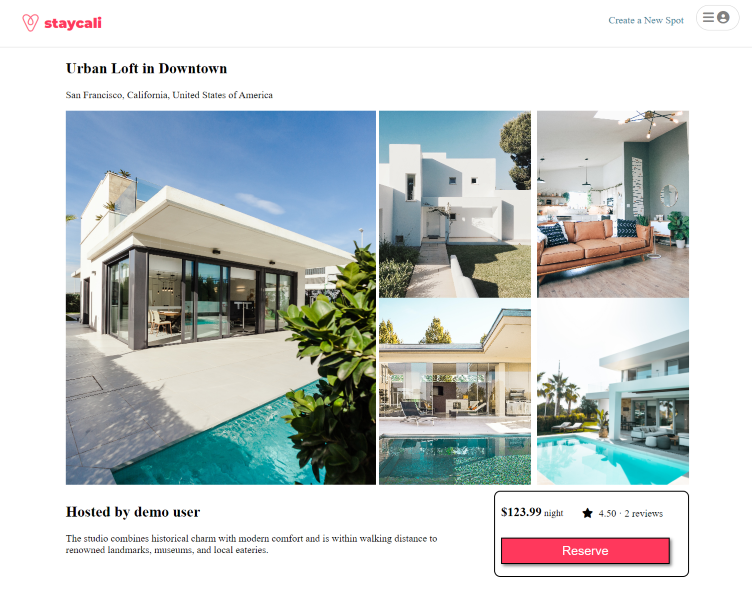 staycali
Create a New Spot
Urban Loft in Downtown
San Francisco, California, United States of America
Hosted by demo user
The studio combines historical charm with modern comfort and is within walking distance to
renowned landmarks, museums, and local eateries.
$123.99 night
4.50 · 2 reviews
Reserve